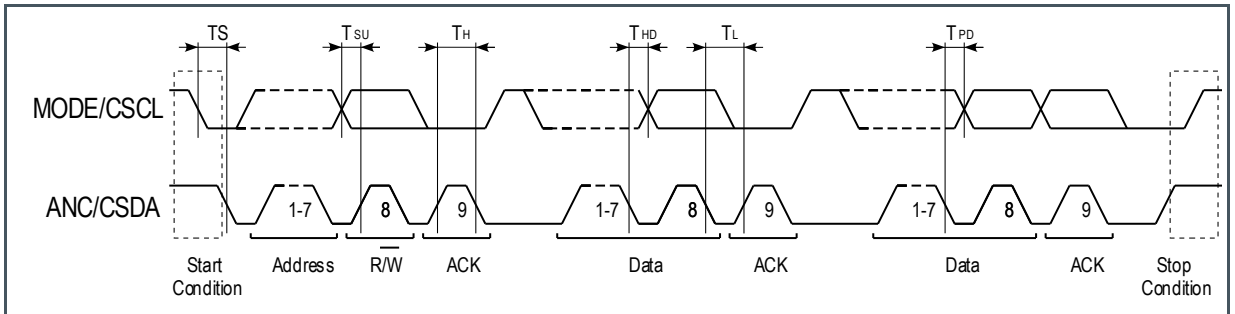 TS TSU TH THD TL TPD
MODE/CSCL
ANC/CSDA 1-7 8 9 1-7 8 9 1-7 8 9
Start Condition Address R/W ACK Data ACK Data ACK Stop Condition